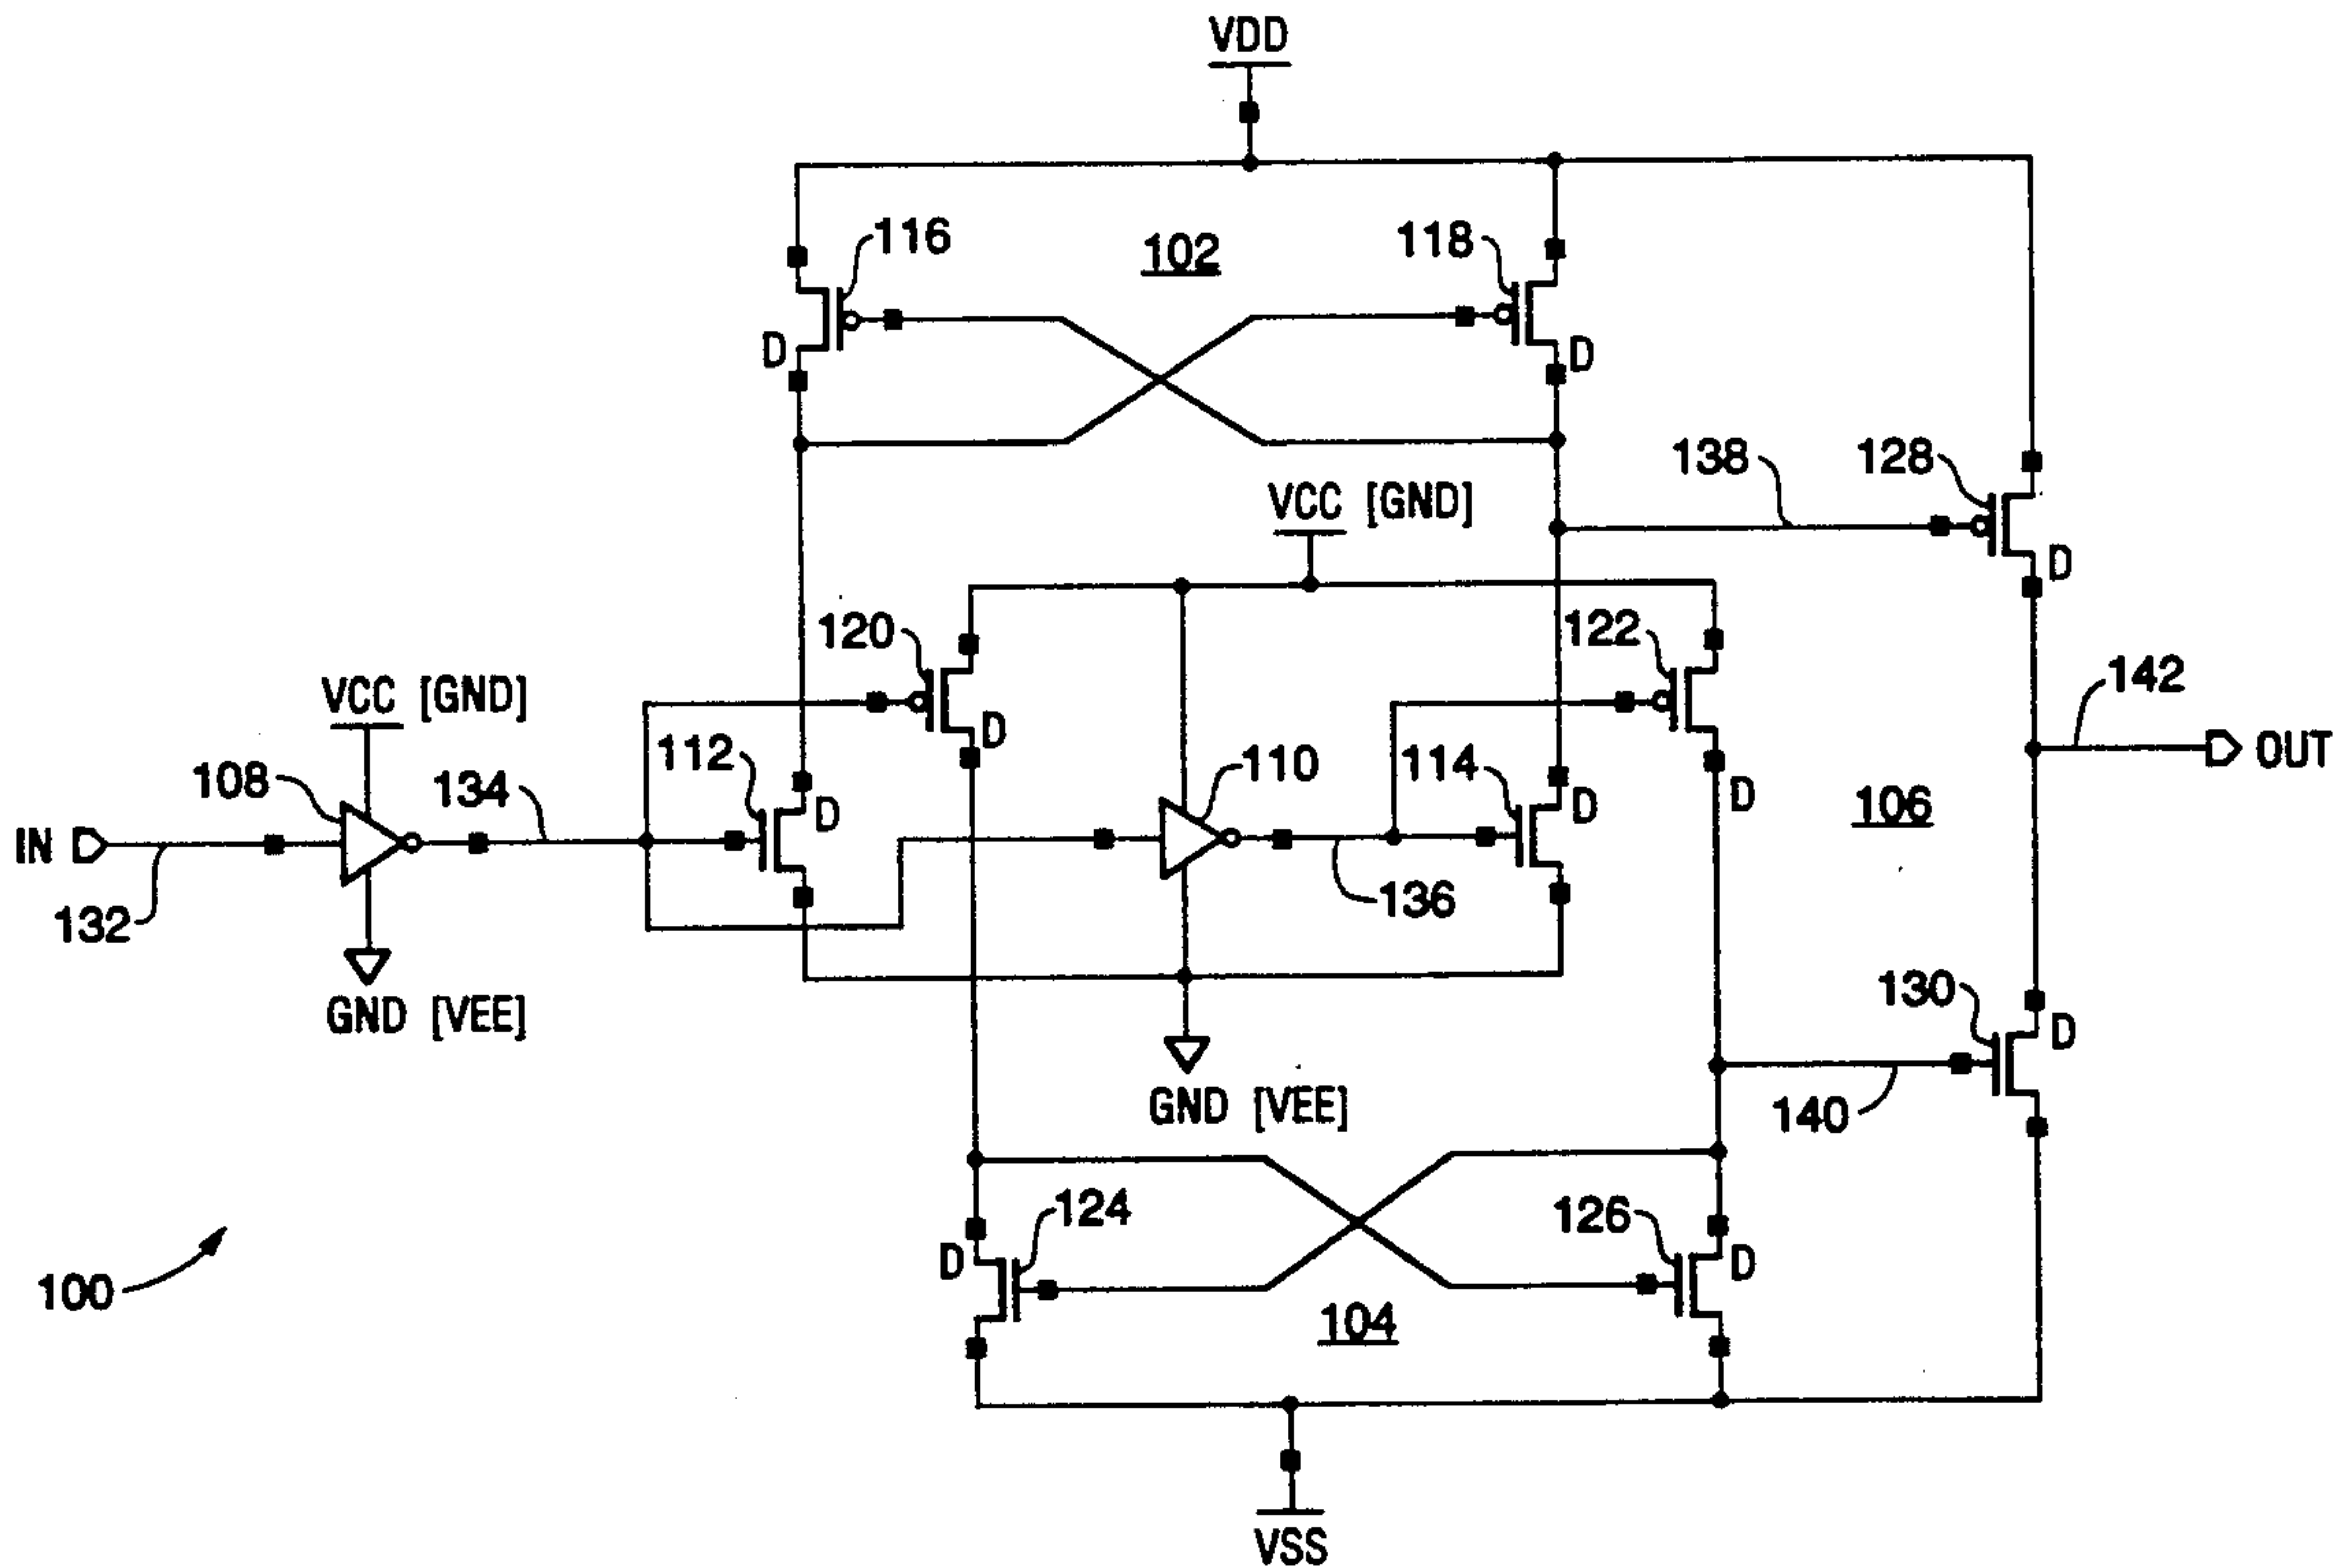 VDD
116
102
118
D
D
138
128
VCC [GND]
D
120
122
VCC [GND]
142
112
D
108
134
110
114
OUT
D
D
D
106
IN
132
136
GND [VEE]
130
D
GND [VEE]
140
124
126
D
D
100
104
VSS